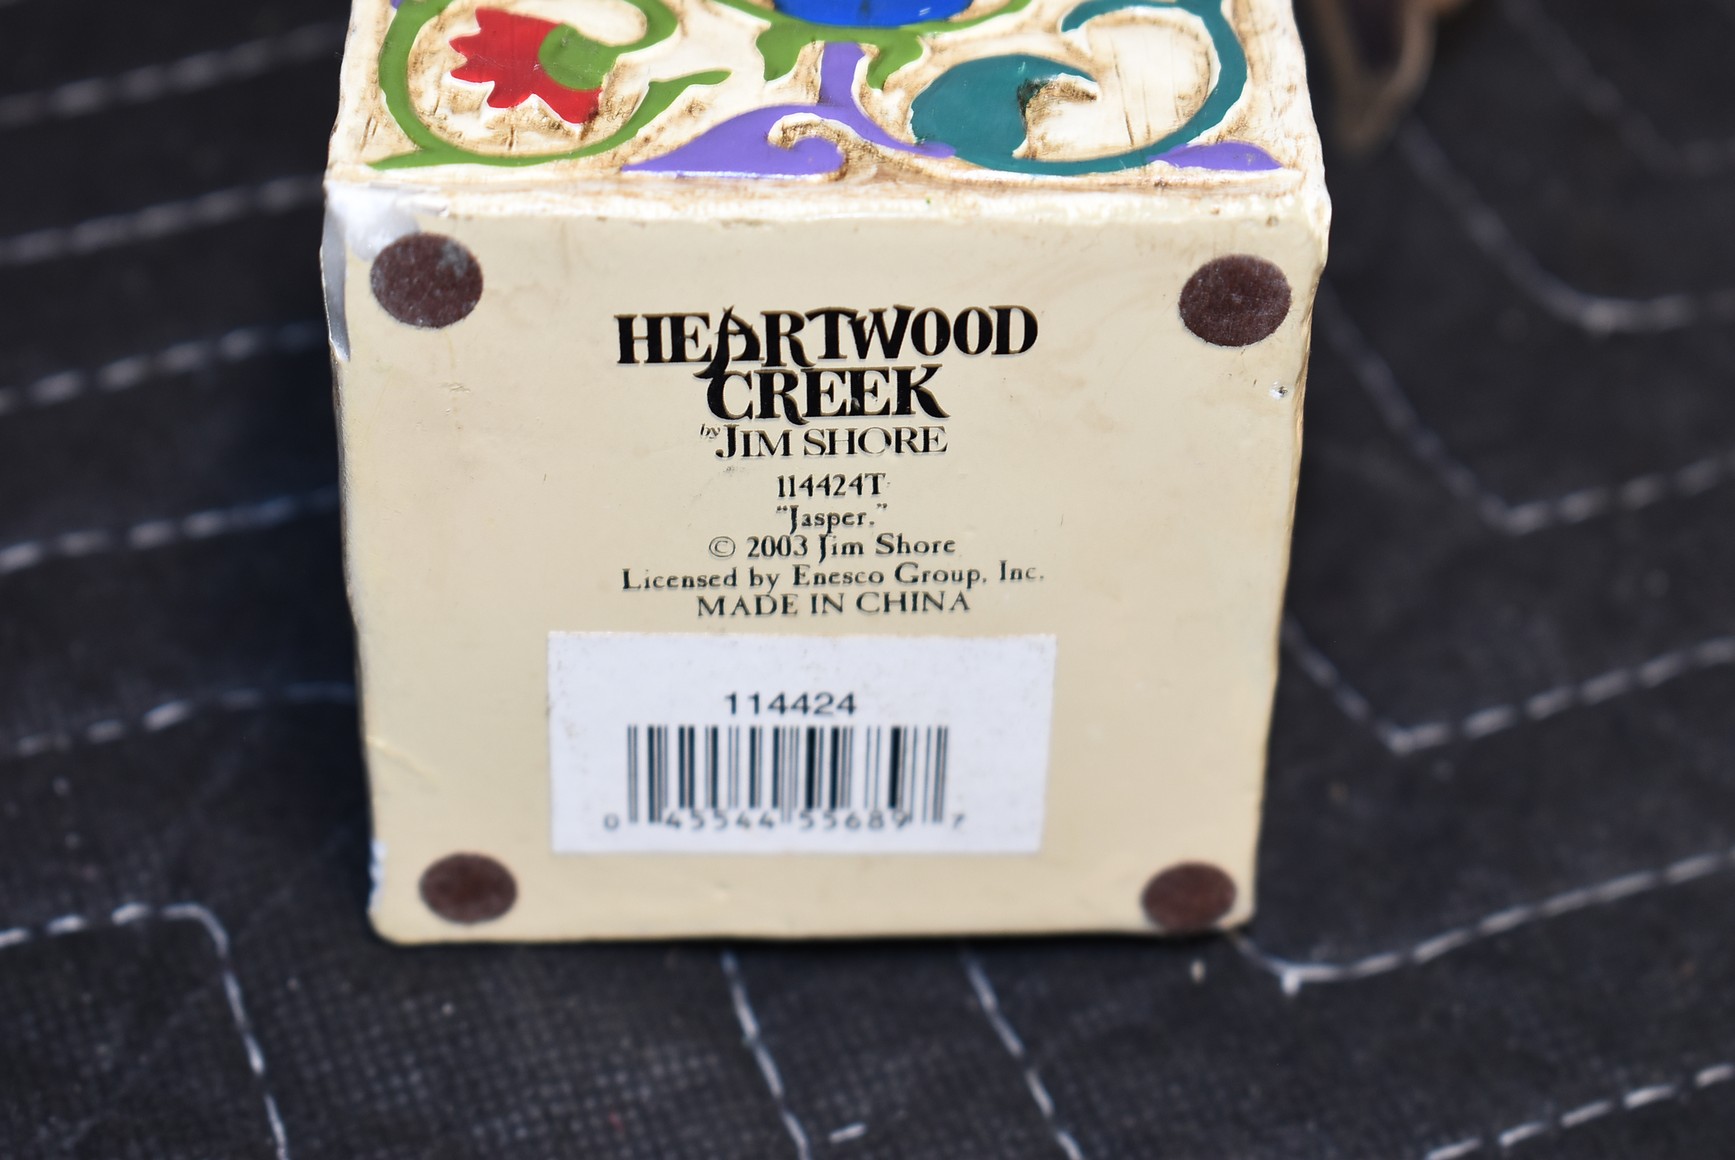 HEARTWOOD
CREEK
by JIM SHORE
114424T
"Jasper."
© 2003 Jim Shore
Licensed by Enesco Group, Inc.
MADE IN CHINA
114424
0 45544 55689 7